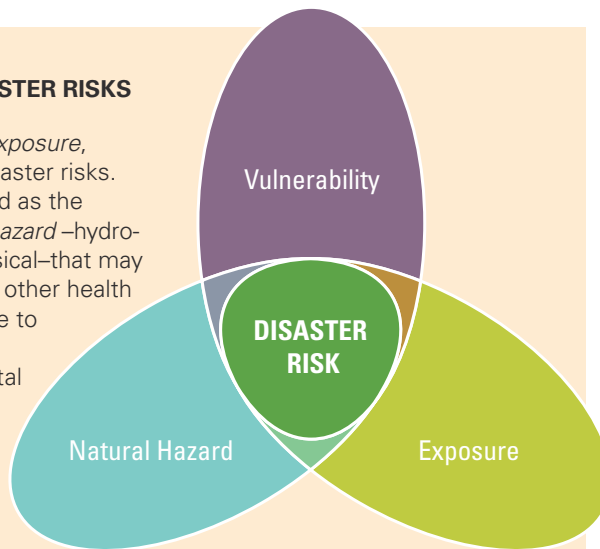 STER RISKS
xposure,
aster risks.
d as the
azard –hydro-
sical–that may
other health
e to
tal
Vulnerability
DISASTER
RISK
Natural Hazard
Exposure